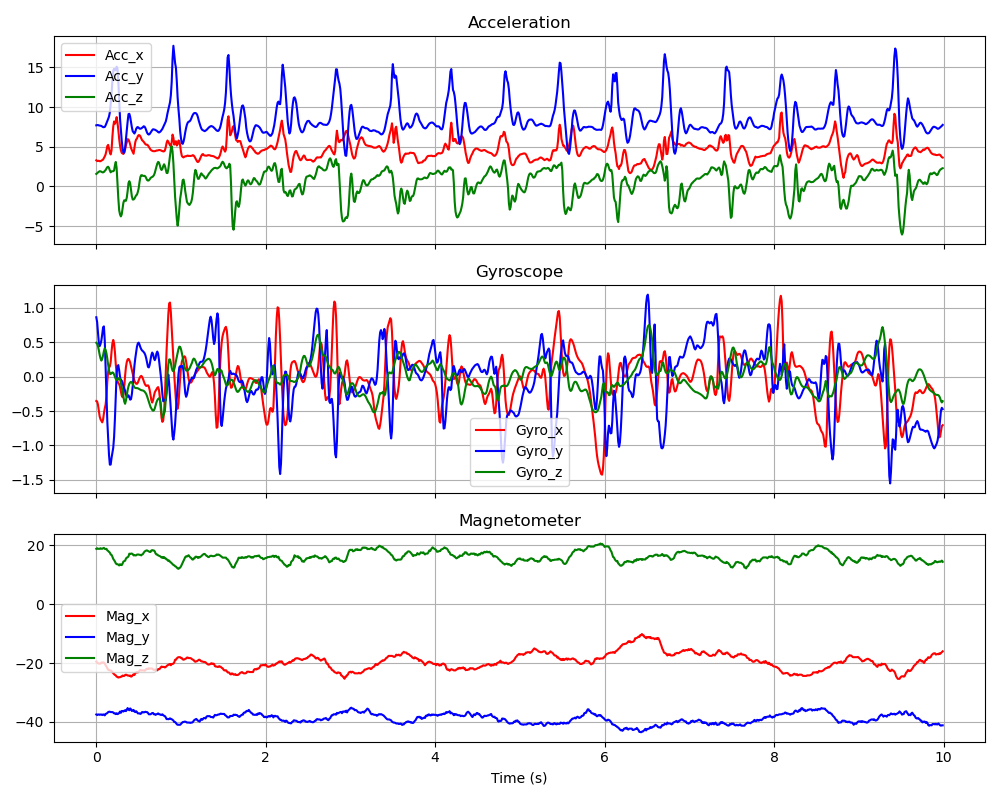 Acceleration
Acc_x
Acc_y
Acc_z
15
10
5
0
−5
Gyroscope
1.0
0.5
0.0
−0.5
−1.0
−1.5
Gyro_x
Gyro_y
Gyro_z
Magnetometer
20
0
−20
−40
Mag_x
Mag_y
Mag_z
0 2 4 6 8 10
Time (s)